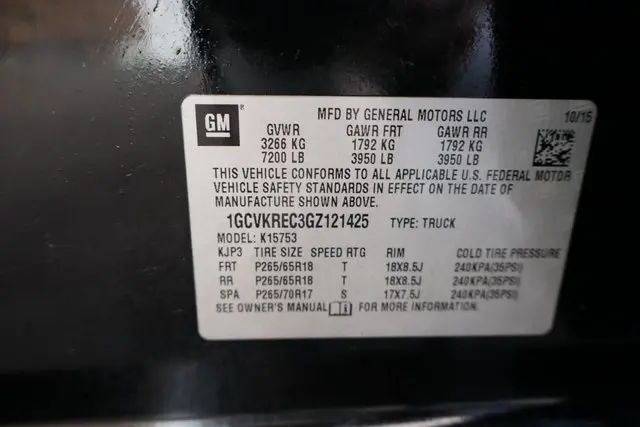 GM
MFD BY GENERAL MOTORS LLC 10/15
GVWR GAWR FRT GAWR RR
3266 KG 1792 KG 1792 KG
7200 LB 3950 LB 3950 LB
THIS VEHICLE CONFORMS TO ALL APPLICABLE U.S. FEDERAL MOTOR
VEHICLE SAFETY STANDARDS IN EFFECT ON THE DATE OF
MANUFACTURE SHOWN ABOVE.
1GCVKREC3GZ121425 TYPE: TRUCK
MODEL: K15753
KJP3 TIRE SIZE SPEED RTG RIM COLD TIRE PRESSURE
FRT P265/65R18 T 18X8.5J 240KPA(35PSI)
RR P265/65R18 T 18X8.5J 240KPA(35PSI)
SPA P265/70R17 S 17X7.5J 240KPA(35PSI)
SEE OWNER'S MANUAL FOR MORE INFORMATION.